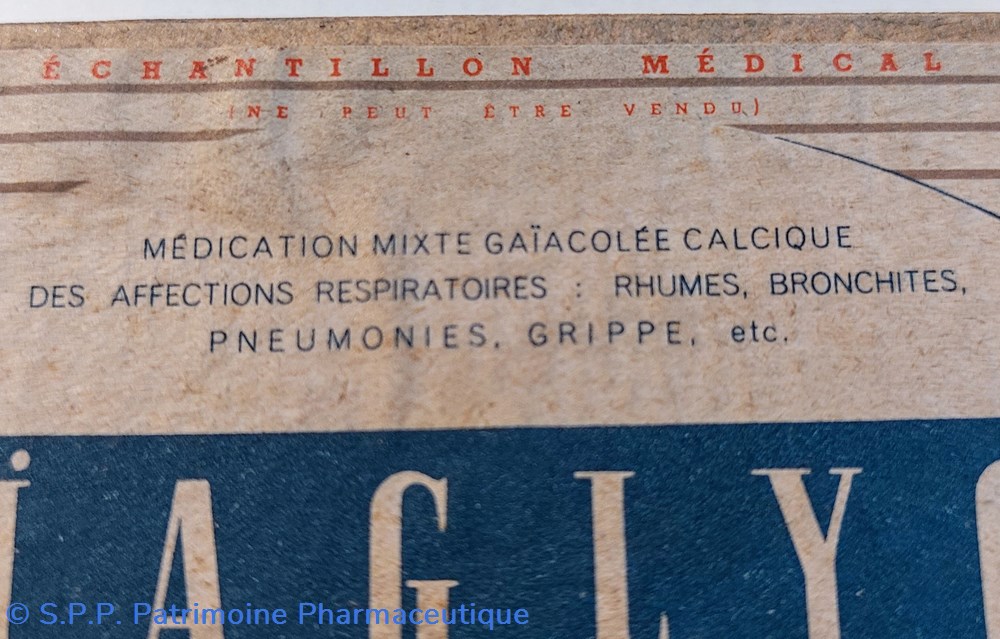 ÉCHANTILLON MÉDICAL
(NE PEUT ÊTRE VENDU)
MÉDICATION MIXTE GAÏACOLÉE CALCIQUE
DES AFFECTIONS RESPIRATOIRES : RHUMES, BRONCHITES,
PNEUMONIES, GRIPPE, etc.
ÏAGLY
© S.P.P. Patrimoine Pharmaceutique